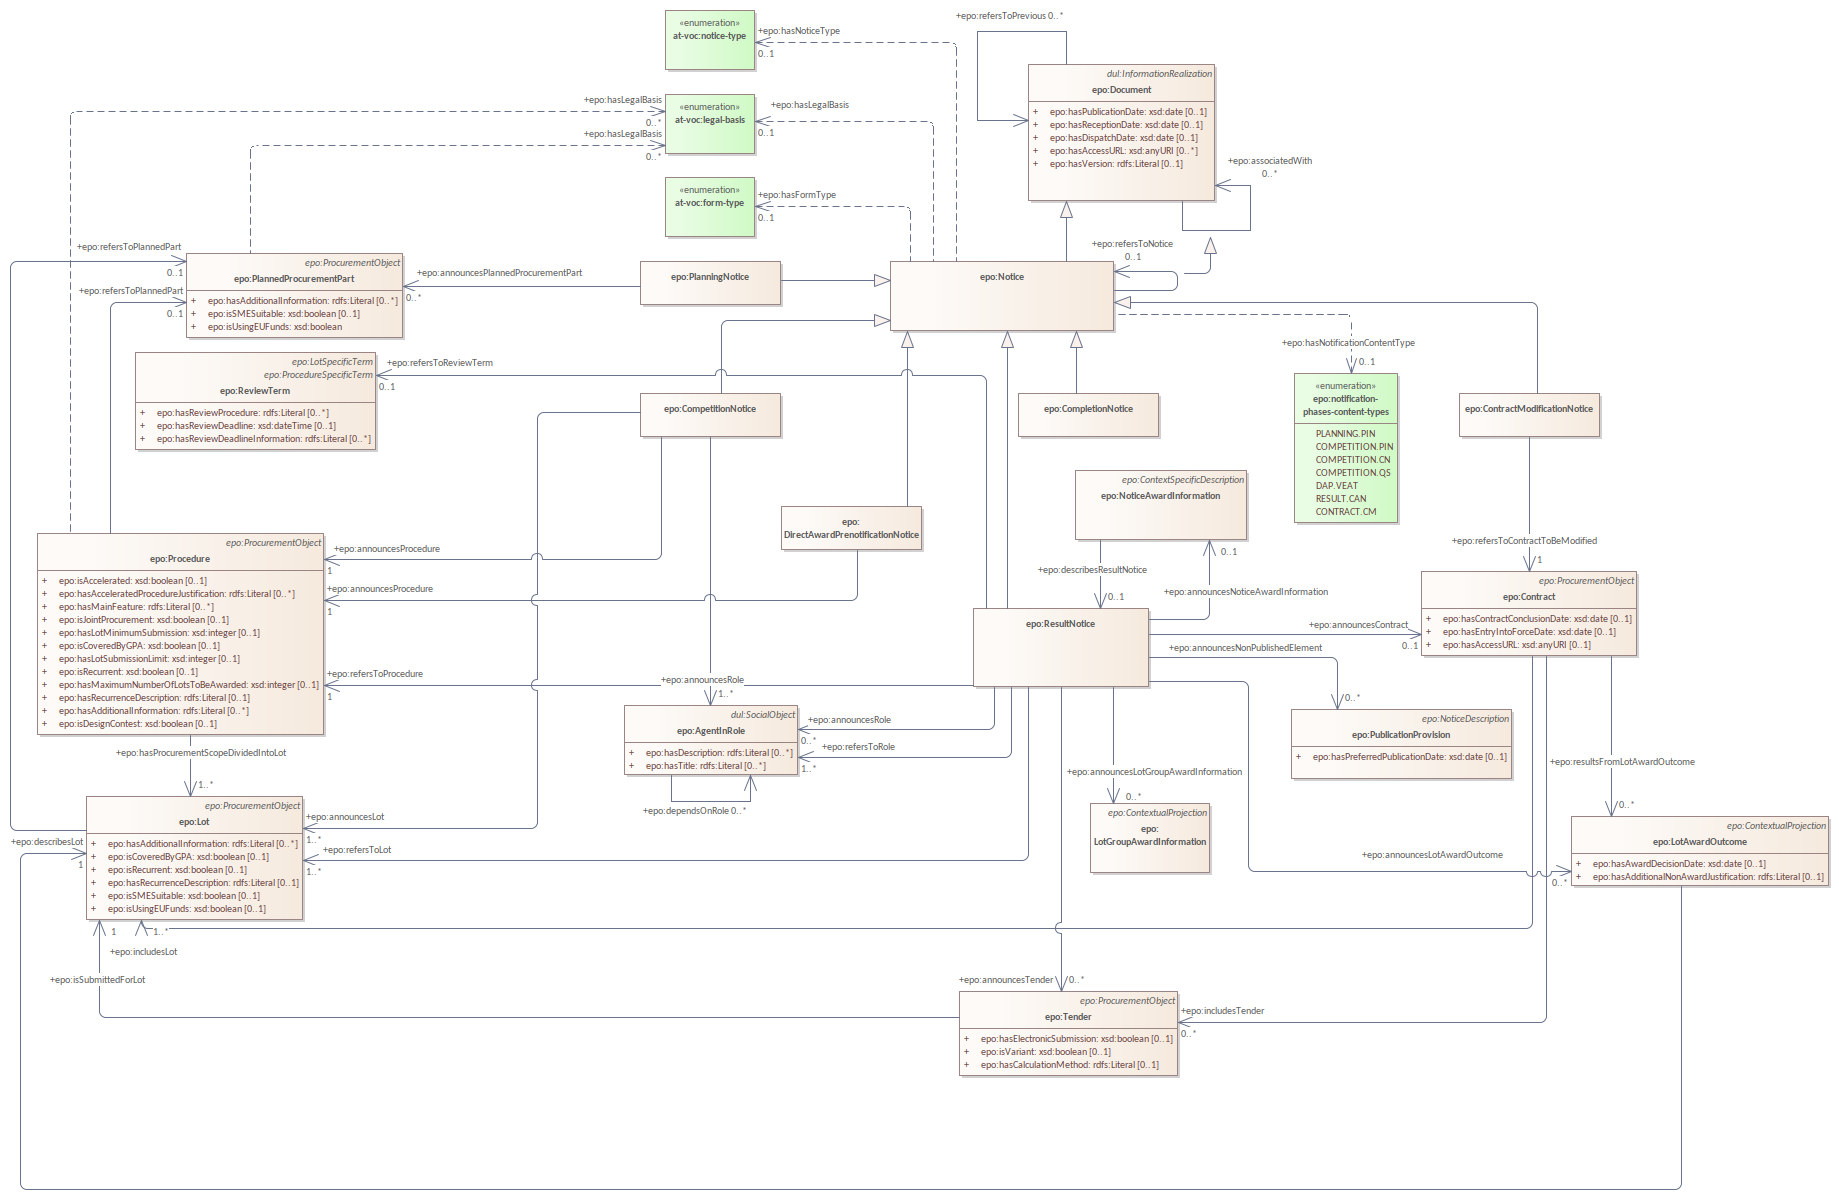 +epo:refersToPrevious 0..*
«enumeration»
at-voc:notice-type
+epo:hasNoticeType
0..1
dul:InformationRealization
epo:Document
+ epo:hasPublicationDate: xsd:date [0..1]
+ epo:hasReceptionDate: xsd:date [0..1]
+ epo:hasDispatchDate: xsd:date [0..1]
+ epo:hasAccessURL: xsd:anyURI [0..*]
+ epo:hasVersion: rdfs:Literal [0..1]
+epo:associatedWith
0..*
+epo:hasLegalBasis
0..*
+epo:hasLegalBasis
0..*
«enumeration»
at-voc:legal-basis
+epo:hasLegalBasis
0..1
«enumeration»
at-voc:form-type
+epo:hasFormType
0..1
+epo:refersToPlannedPart
0..1
+epo:refersToPlannedPart
0..1
epo:ProcurementObject
epo:PlannedProcurementPart
+ epo:hasAdditionalInformation: rdfs:Literal [0..*]
+ epo:isSMESuitable: xsd:boolean [0..1]
+ epo:isUsingEUFunds: xsd:boolean
+epo:announcesPlannedProcurementPart
0..*
epo:PlanningNotice
epo:Notice
+epo:refersToNotice
0..1
+epo:hasNotificationContentType
0..1
epo:LotSpecificTerm
epo:ProcedureSpecificTerm
epo:ReviewTerm
+ epo:hasReviewProcedure: rdfs:Literal [0..*]
+ epo:hasReviewDeadline: xsd:dateTime [0..1]
+ epo:hasReviewDeadlineInformation: rdfs:Literal [0..*]
+epo:refersToReviewTerm
0..1
epo:CompetitionNotice
epo:CompletionNotice
«enumeration»
epo:notification-
phases-content-types
PLANNING.PIN
COMPETITION.PIN
COMPETITION.CN
COMPETITION.QS
DAP.VEAT
RESULT.CAN
CONTRACT.CM
epo:ContractModificationNotice
epo:ContextSpecificDescription
epo:NoticeAwardInformation
epo:
DirectAwardPrenotificationNotice
+epo:refersToContractToBeModified
1
epo:ProcurementObject
epo:Procedure
+ epo:isAccelerated: xsd:boolean [0..1]
+ epo:hasAcceleratedProcedureJustification: rdfs:Literal [0..*]
+ epo:hasMainFeature: rdfs:Literal [0..*]
+ epo:isJointProcurement: xsd:boolean [0..1]
+ epo:hasLotMinimumSubmission: xsd:integer [0..1]
+ epo:isCoveredByGPA: xsd:boolean [0..1]
+ epo:hasLotSubmissionLimit: xsd:integer [0..1]
+ epo:isRecurrent: xsd:boolean [0..1]
+ epo:hasMaximumNumberOfLotsToBeAwarded: xsd:integer [0..1]
+ epo:hasRecurrenceDescription: rdfs:Literal [0..1]
+ epo:hasAdditionalInformation: rdfs:Literal [0..*]
+ epo:isDesignContest: xsd:boolean [0..1]
+epo:announcesProcedure
1
+epo:announcesProcedure
1
+epo:refersToProcedure
1
+epo:describesResultNotice
0..1
0..1
+epo:announcesNoticeAwardInformation
epo:ResultNotice
epo:ProcurementObject
epo:Contract
+ epo:hasContractConclusionDate: xsd:date [0..1]
+ epo:hasEntryIntoForceDate: xsd:date [0..1]
+ epo:hasAccessURL: xsd:anyURI [0..1]
+epo:announcesContract
0..1
+epo:announcesNonPublishedElement
0..*
+epo:announcesRole
1..*
dul:SocialObject
epo:AgentInRole
+ epo:hasDescription: rdfs:Literal [0..*]
+ epo:hasTitle: rdfs:Literal [0..*]
+epo:announcesRole
0..*
+epo:refersToRole
1..*
+epo:dependsOnRole 0..*
epo:NoticeDescription
epo:PublicationProvision
+ epo:hasPreferredPublicationDate: xsd:date [0..1]
+epo:hasProcurementScopeDividedIntoLot
1..*
+epo:announcesLotGroupAwardInformation
0..*
+epo:resultsFromLotAwardOutcome
0..*
epo:ProcurementObject
epo:Lot
+ epo:hasAdditionalInformation: rdfs:Literal [0..*]
+ epo:isCoveredByGPA: xsd:boolean [0..1]
+ epo:isRecurrent: xsd:boolean [0..1]
+ epo:hasRecurrenceDescription: rdfs:Literal [0..1]
+ epo:isSMESuitable: xsd:boolean [0..1]
+ epo:isUsingEUFunds: xsd:boolean [0..1]
+epo:describesLot
1
+epo:announcesLot
1..*
+epo:refersToLot
1..*
epo:ContextualProjection
epo:
LotGroupAwardInformation
epo:ContextualProjection
epo:LotAwardOutcome
+ epo:hasAwardDecisionDate: xsd:date [0..1]
+ epo:hasAdditionalNonAwardJustification: rdfs:Literal [0..1]
+epo:announcesLotAwardOutcome
0..*
1
1..*
+epo:includesLot
+epo:isSubmittedForLot
+epo:announcesTender
0..*
epo:ProcurementObject
epo:Tender
+ epo:hasElectronicSubmission: xsd:boolean [0..1]
+ epo:isVariant: xsd:boolean [0..1]
+ epo:hasCalculationMethod: rdfs:Literal [0..1]
+epo:includesTender
0..*